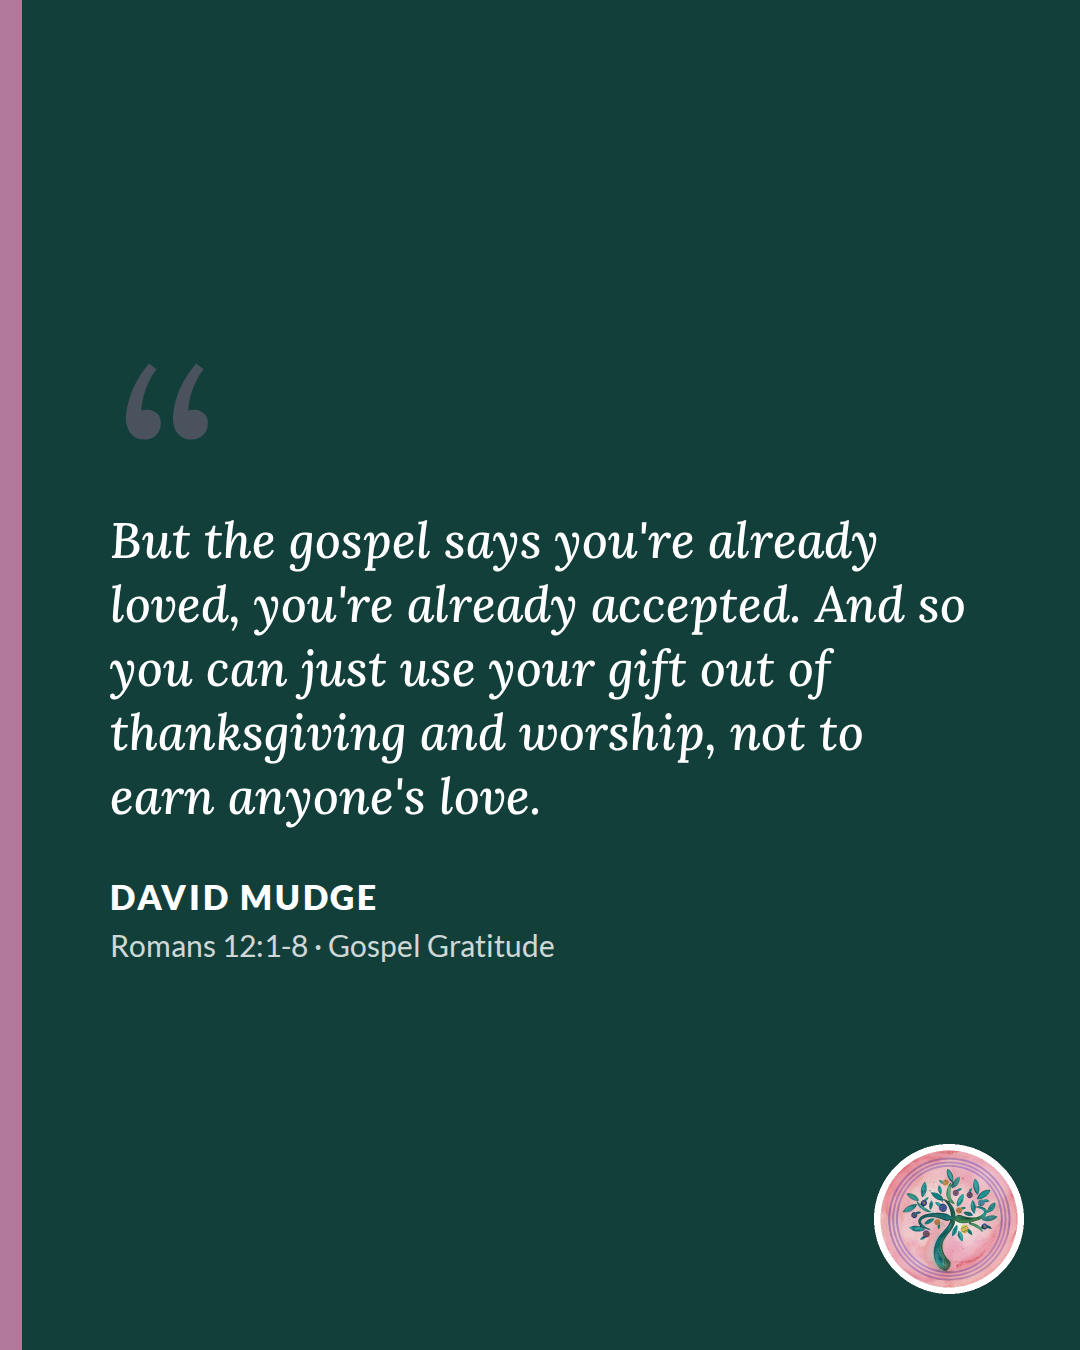 “
But the gospel says you're already
loved, you're already accepted. And so
you can just use your gift out of
thanksgiving and worship, not to
earn anyone's love.
DAVID MUDGE
Romans 12:1-8 · Gospel Gratitude